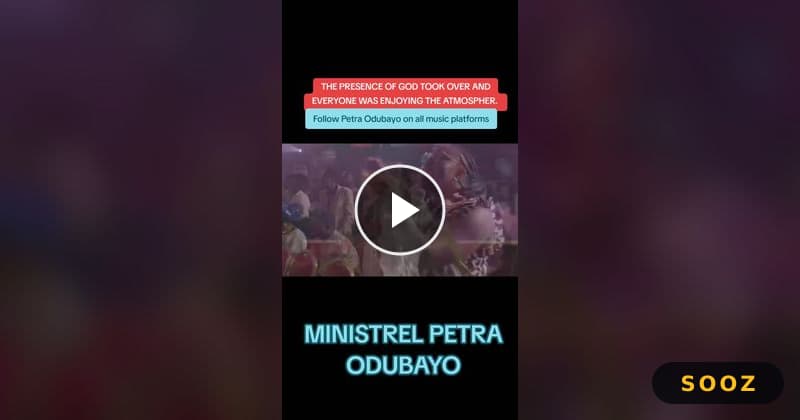 THE PRESENCE OF GOD TOOK OVER AND
EVERYONE WAS ENJOYING THE ATMOSPHER.
Follow Petra Odubayo on all music platforms
MINISTREL PETRA
ODUBAYO
SOOZ